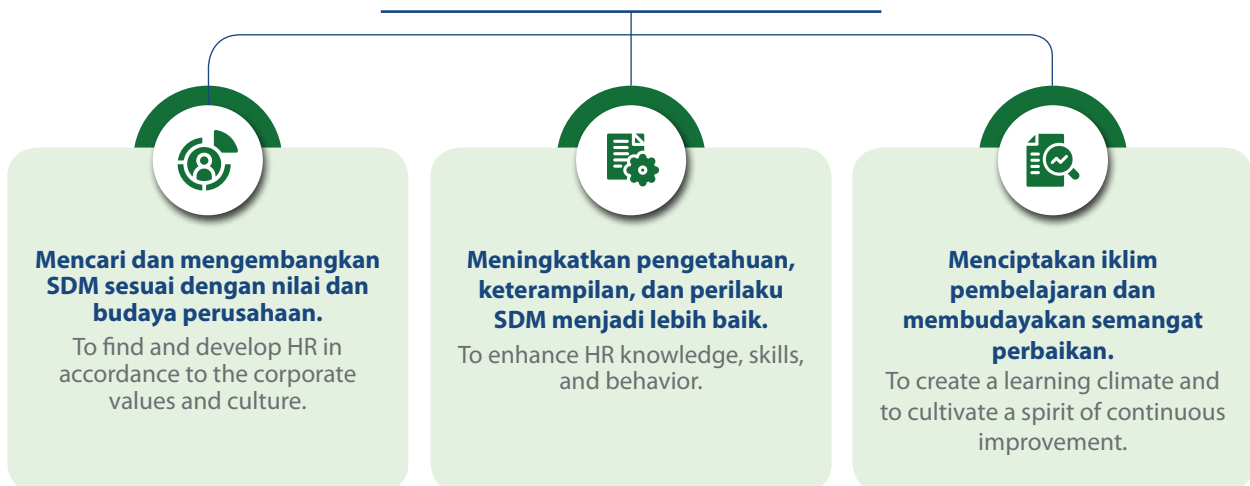 Mencari dan mengembangkan
SDM sesuai dengan nilai dan
budaya perusahaan.
To find and develop HR in
accordance to the corporate
values and culture.
Meningkatkan pengetahuan,
keterampilan, dan perilaku
SDM menjadi lebih baik.
To enhance HR knowledge, skills,
and behavior.
Menciptakan iklim
pembelajaran dan
membudayakan semangat
perbaikan.
To create a learning climate and
to cultivate a spirit of continuous
improvement.